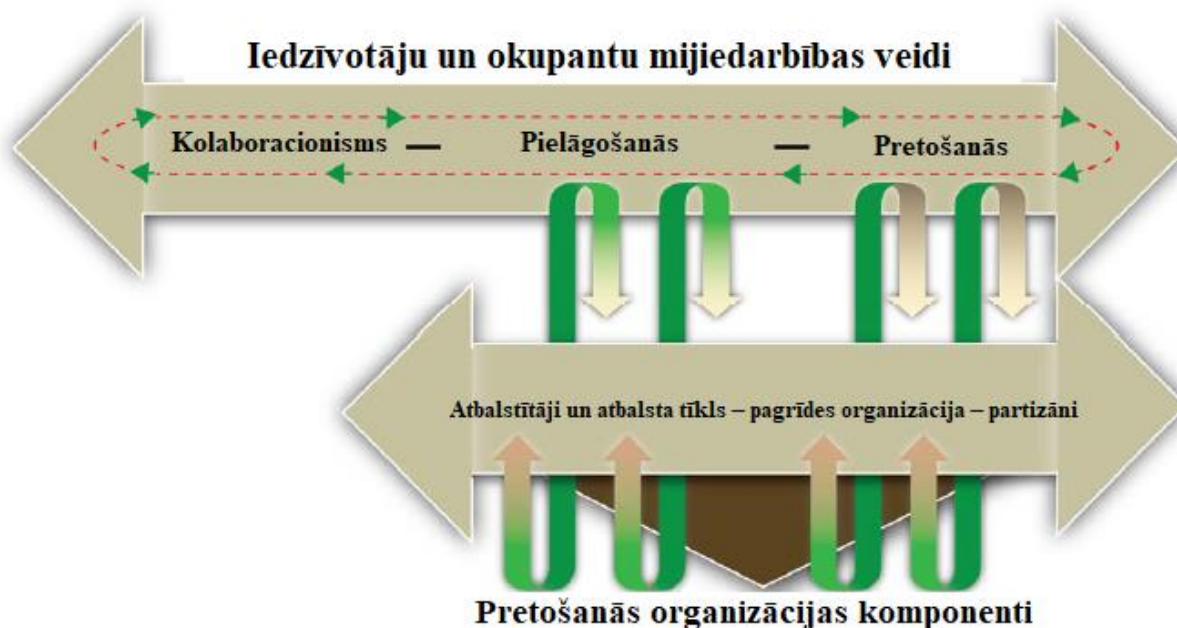 Iedzīvotāju un okupantu mijiedarbības veidi
Kolaboracionisms — Pielāgošanās — Pretošanās
Atbalstītāji un atbalsta tīkls – pagrīdes organizācija – partizāni
Pretošanās organizācijas komponenti